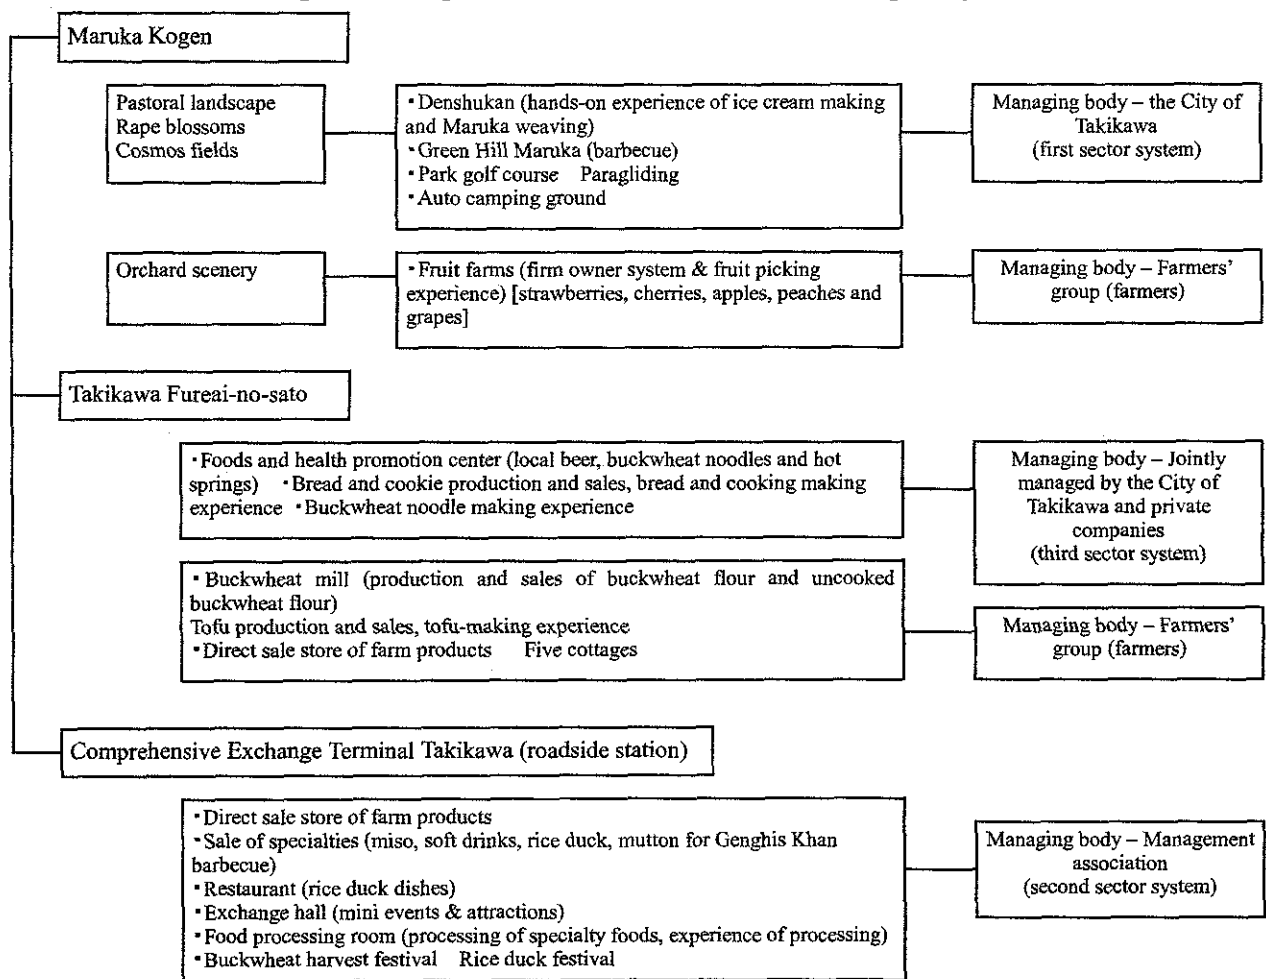 Maruka Kogen
Pastoral landscape
Rape blossoms
Cosmos fields
・Denshukan (hands-on experience of ice cream making
and Maruka weaving)
・Green Hill Maruka (barbecue)
・Park golf course   Paragliding
・Auto camping ground
Managing body – the City of
Takikawa
(first sector system)
Orchard scenery
・Fruit farms (firm owner system & fruit picking
experience) [strawberries, cherries, apples, peaches and
grapes]
Managing body – Farmers'
group (farmers)
Takikawa Fureai-no-sato
・Foods and health promotion center (local beer, buckwheat noodles and hot
springs)   ・Bread and cookie production and sales, bread and cooking making
experience ・Buckwheat noodle making experience
Managing body – Jointly
managed by the City of
Takikawa and private
companies
(third sector system)
・Buckwheat mill (production and sales of buckwheat flour and uncooked
buckwheat flour)
Tofu production and sales, tofu-making experience
・Direct sale store of farm products   Five cottages
Managing body – Farmers'
group (farmers)
Comprehensive Exchange Terminal Takikawa (roadside station)
・Direct sale store of farm products
・Sale of specialties (miso, soft drinks, rice duck, mutton for Genghis Khan
barbecue)
・Restaurant (rice duck dishes)
・Exchange hall (mini events & attractions)
・Food processing room (processing of specialty foods, experience of processing)
・Buckwheat harvest festival   Rice duck festival
Managing body – Management
association
(second sector system)